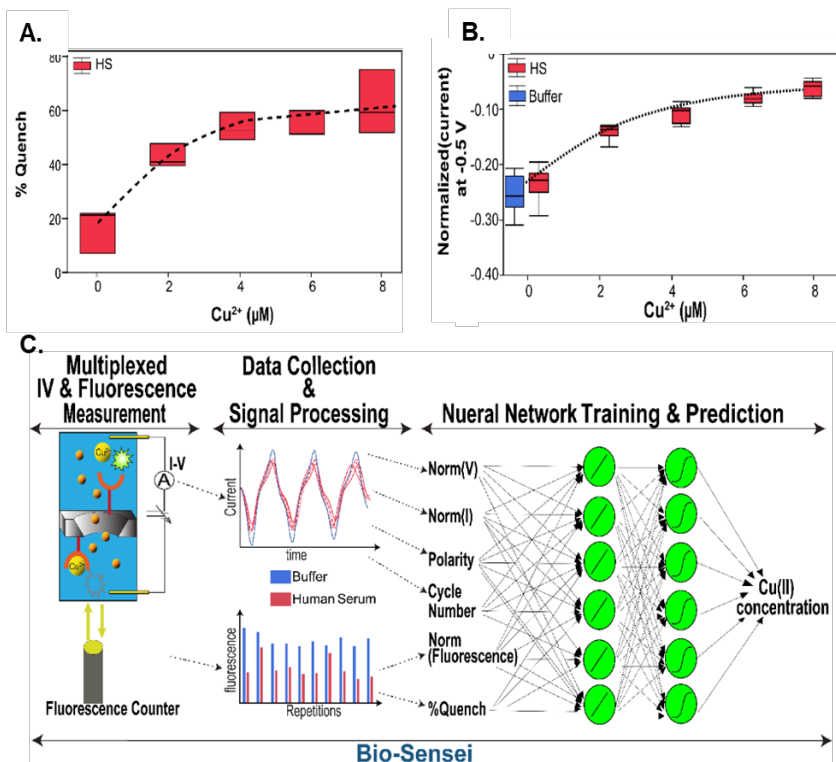 A.
HS
80
60
40
20
0
% Quench
0 2 4 6 8
Cu²⁺ (µM)
B.
HS
Buffer
-0
-0.10
-0.20
-0.30
-0.40
Normalized(current)
at -0.5 V
0 2 4 6 8
Cu²⁺ (µM)
C.
Multiplexed
IV & Fluorescence
Measurement
Data Collection
&
Signal Processing
Nueral Network Training & Prediction
I-V
A
Fluorescence Counter
Current
time
Buffer
Human Serum
fluorescence
Repetitions
Norm(V)
Norm(I)
Polarity
Cycle
Number
Norm
(Fluorescence)
%Quench
Cu(II)
concentration
Bio-Sensei